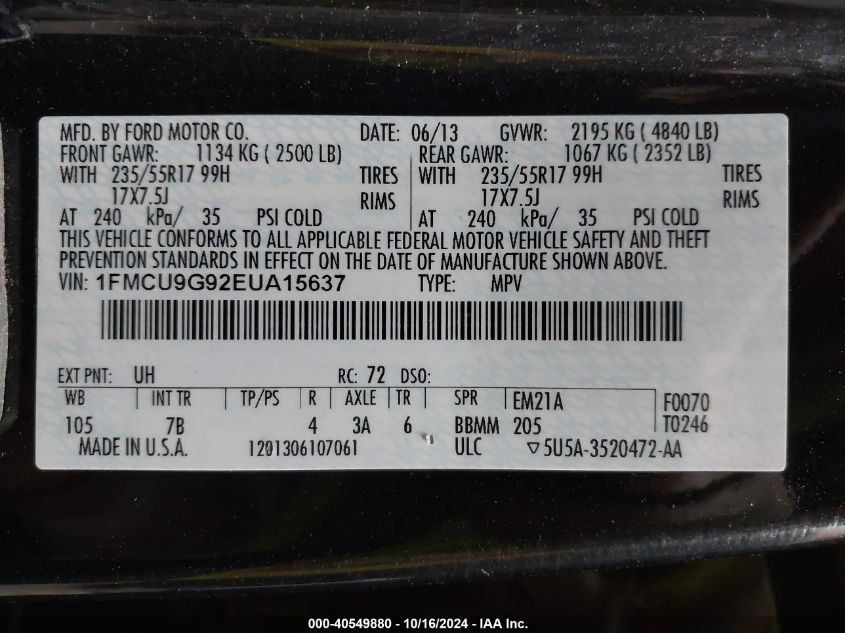 MFD. BY FORD MOTOR CO. DATE: 06/13 GVWR: 2195 KG ( 4840 LB)
FRONT GAWR: 1134 KG ( 2500 LB) REAR GAWR: 1067 KG ( 2352 LB)
WITH 235/55R17 99H TIRES WITH 235/55R17 99H TIRES
17X7.5J RIMS 17X7.5J RIMS
AT 240 kPa/ 35 PSI COLD AT 240 kPa/ 35 PSI COLD
THIS VEHICLE CONFORMS TO ALL APPLICABLE FEDERAL MOTOR VEHICLE SAFETY AND THEFT
PREVENTION STANDARDS IN EFFECT ON THE DATE OF MANUFACTURE SHOWN ABOVE.
VIN: 1FMCU9G92EUA15637 TYPE: MPV
EXT PNT: UH RC: 72 DSO:
WB INT TR TP/PS R AXLE TR SPR EM21A F0070
105 7B 4 3A 6 BBMM 205 T0246
MADE IN U.S.A. 1201306107061 ULC ▽5U5A-3520472-AA
000-40549880 - 10/16/2024 - IAA Inc.